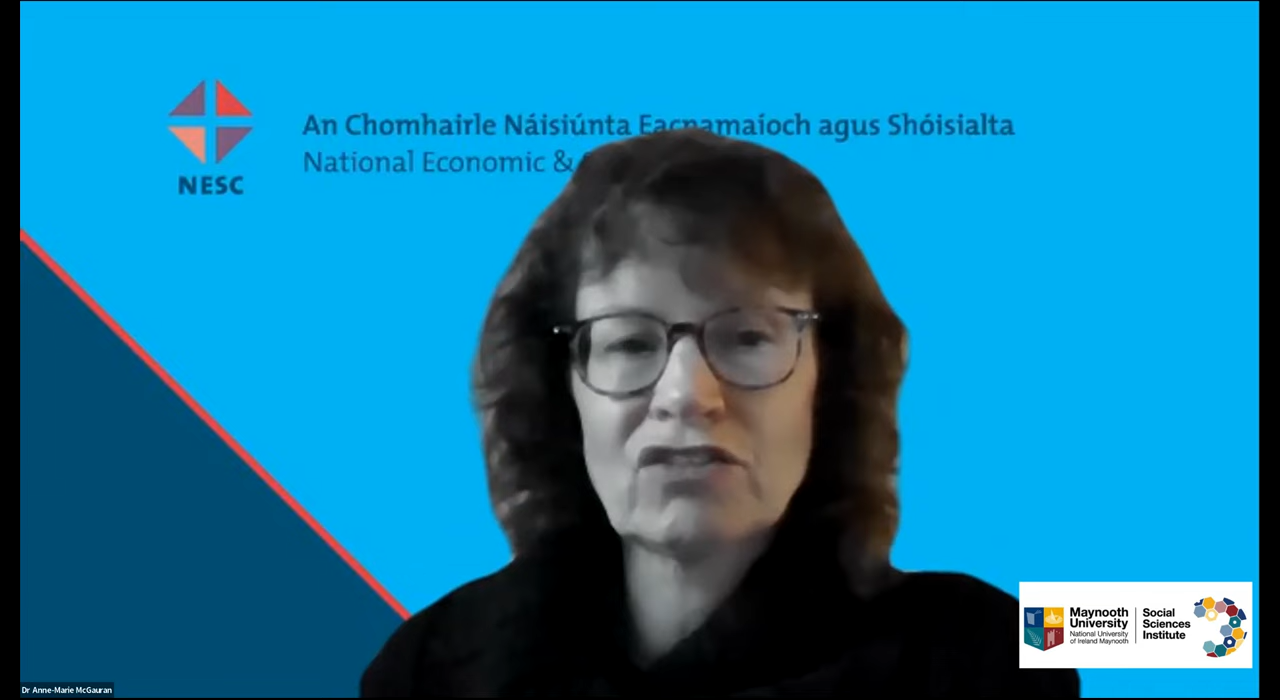 An Chomhairle Náisiúnta Eacnamaíoch agus Shóisialta
National Economic &
NESC
Maynooth
University
National University
of Ireland Maynooth
Social
Sciences
Institute
Dr Anne-Marie McGauran